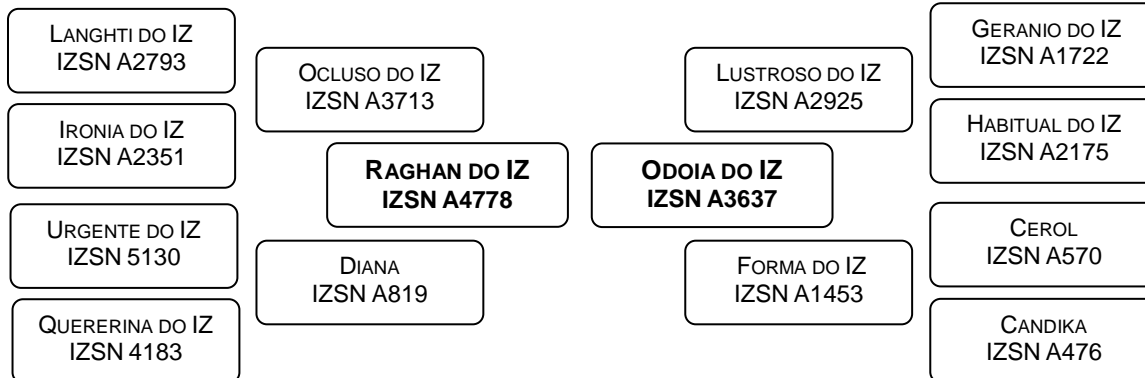 LANGHTI DO IZ
IZSN A2793
IRONIA DO IZ
IZSN A2351
URGENTE DO IZ
IZSN 5130
QUERERINA DO IZ
IZSN 4183
OCLUSO DO IZ
IZSN A3713
DIANA
IZSN A819
RAGHAN DO IZ
IZSN A4778
ODOIA DO IZ
IZSN A3637
LUSTROSO DO IZ
IZSN A2925
FORMA DO IZ
IZSN A1453
GERANIO DO IZ
IZSN A1722
HABITUAL DO IZ
IZSN A2175
CEROL
IZSN A570
CANDIKA
IZSN A476